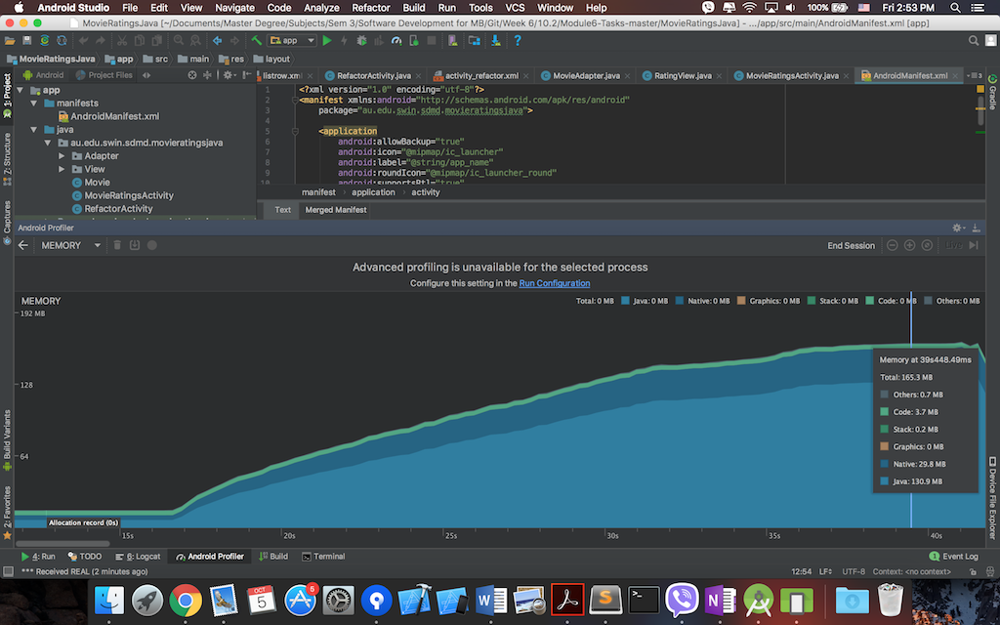 Android Studio File Edit View Navigate Code Analyze Refactor Build Run Tools VCS Window Help 100% Fri 2:53 PM
MovieRatingsJava [~/Documents/Master Degree/Subjects/Sem 3/Software Development for MB/Git/Week 6/10.2/Module6-Tasks-master/MovieRatingsJava] - .../app/src/main/AndroidManifest.xml [app]
app
MovieRatingsJava app src main res layout
Android Project Files listrow.xml RefactorActivity.java activity_refactor.xml MovieAdapter.java RatingView.java MovieRatingsActivity.java AndroidManifest.xml
app
manifests
AndroidManifest.xml
java
au.edu.swin.sdmd.movieratingsjava
Adapter
View
Movie
MovieRatingsActivity
RefactorActivity
1 <?xml version="1.0" encoding="utf-8"?>
2 <manifest xmlns:android="http://schemas.android.com/apk/res/android"
3 package="au.edu.swin.sdmd.movieratingsjava">
4
5 <application
6 android:allowBackup="true"
7 android:icon="@mipmap/ic_launcher"
8 android:label="@string/app_name"
9 android:roundIcon="@mipmap/ic_launcher_round"
10 android:supportsRtl="true"
manifest application activity
Text Merged Manifest
1: Project
7: Structure
Captures
Build Variants
2: Favorites
Gradle
Device File Explorer
Android Profiler
MEMORY End Session Live
Advanced profiling is unavailable for the selected process
Configure this setting in the Run Configuration
MEMORY Total: 0 MB Java: 0 MB Native: 0 MB Graphics: 0 MB Stack: 0 MB Code: 0 MB Others: 0 MB
192 MB
128
64
Memory at 39s448.49ms
Total: 165.3 MB
Others: 0.7 MB
Code: 3.7 MB
Stack: 0.2 MB
Graphics: 0 MB
Native: 29.8 MB
Java: 130.9 MB
Allocation record (0s)
15s 20s 25s 30s 35s 40s
4: Run TODO 6: Logcat Android Profiler Build Terminal 1 Event Log
*** Received REAL (2 minutes ago) 12:54 LF÷ UTF-8 Context: <no context>
OCT
5
5